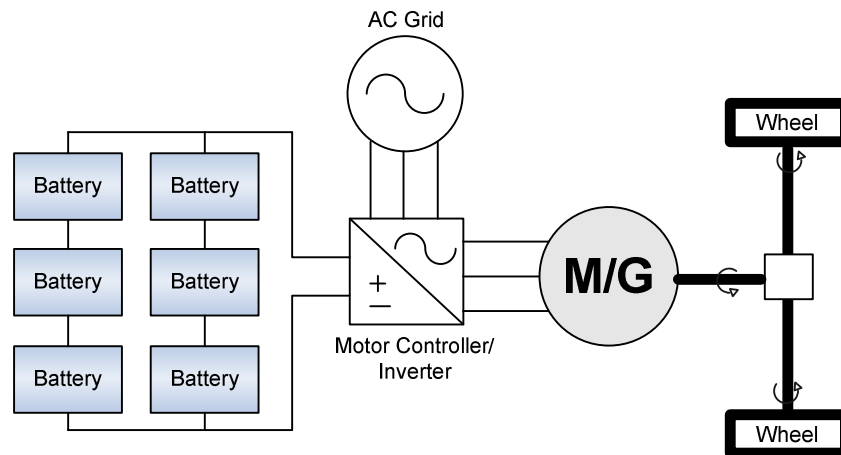 AC Grid
Wheel
Battery Battery
Battery Battery
M/G
+
−
Battery Battery
Motor Controller/
Inverter
Wheel